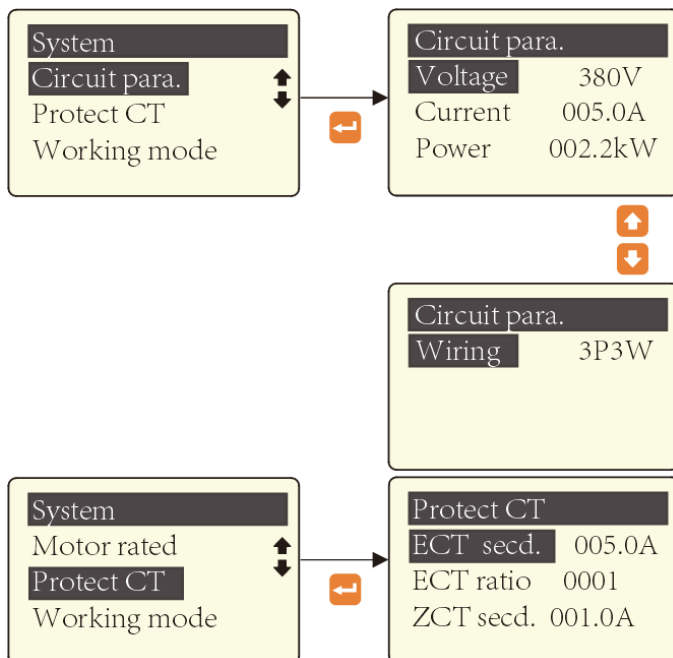 System
Circuit para.
Protect CT
Working mode
Circuit para.
Voltage 380V
Current 005.0A
Power 002.2kW
Circuit para.
Wiring 3P3W
System
Motor rated
Protect CT
Working mode
Protect CT
ECT secd. 005.0A
ECT ratio 0001
ZCT secd. 001.0A